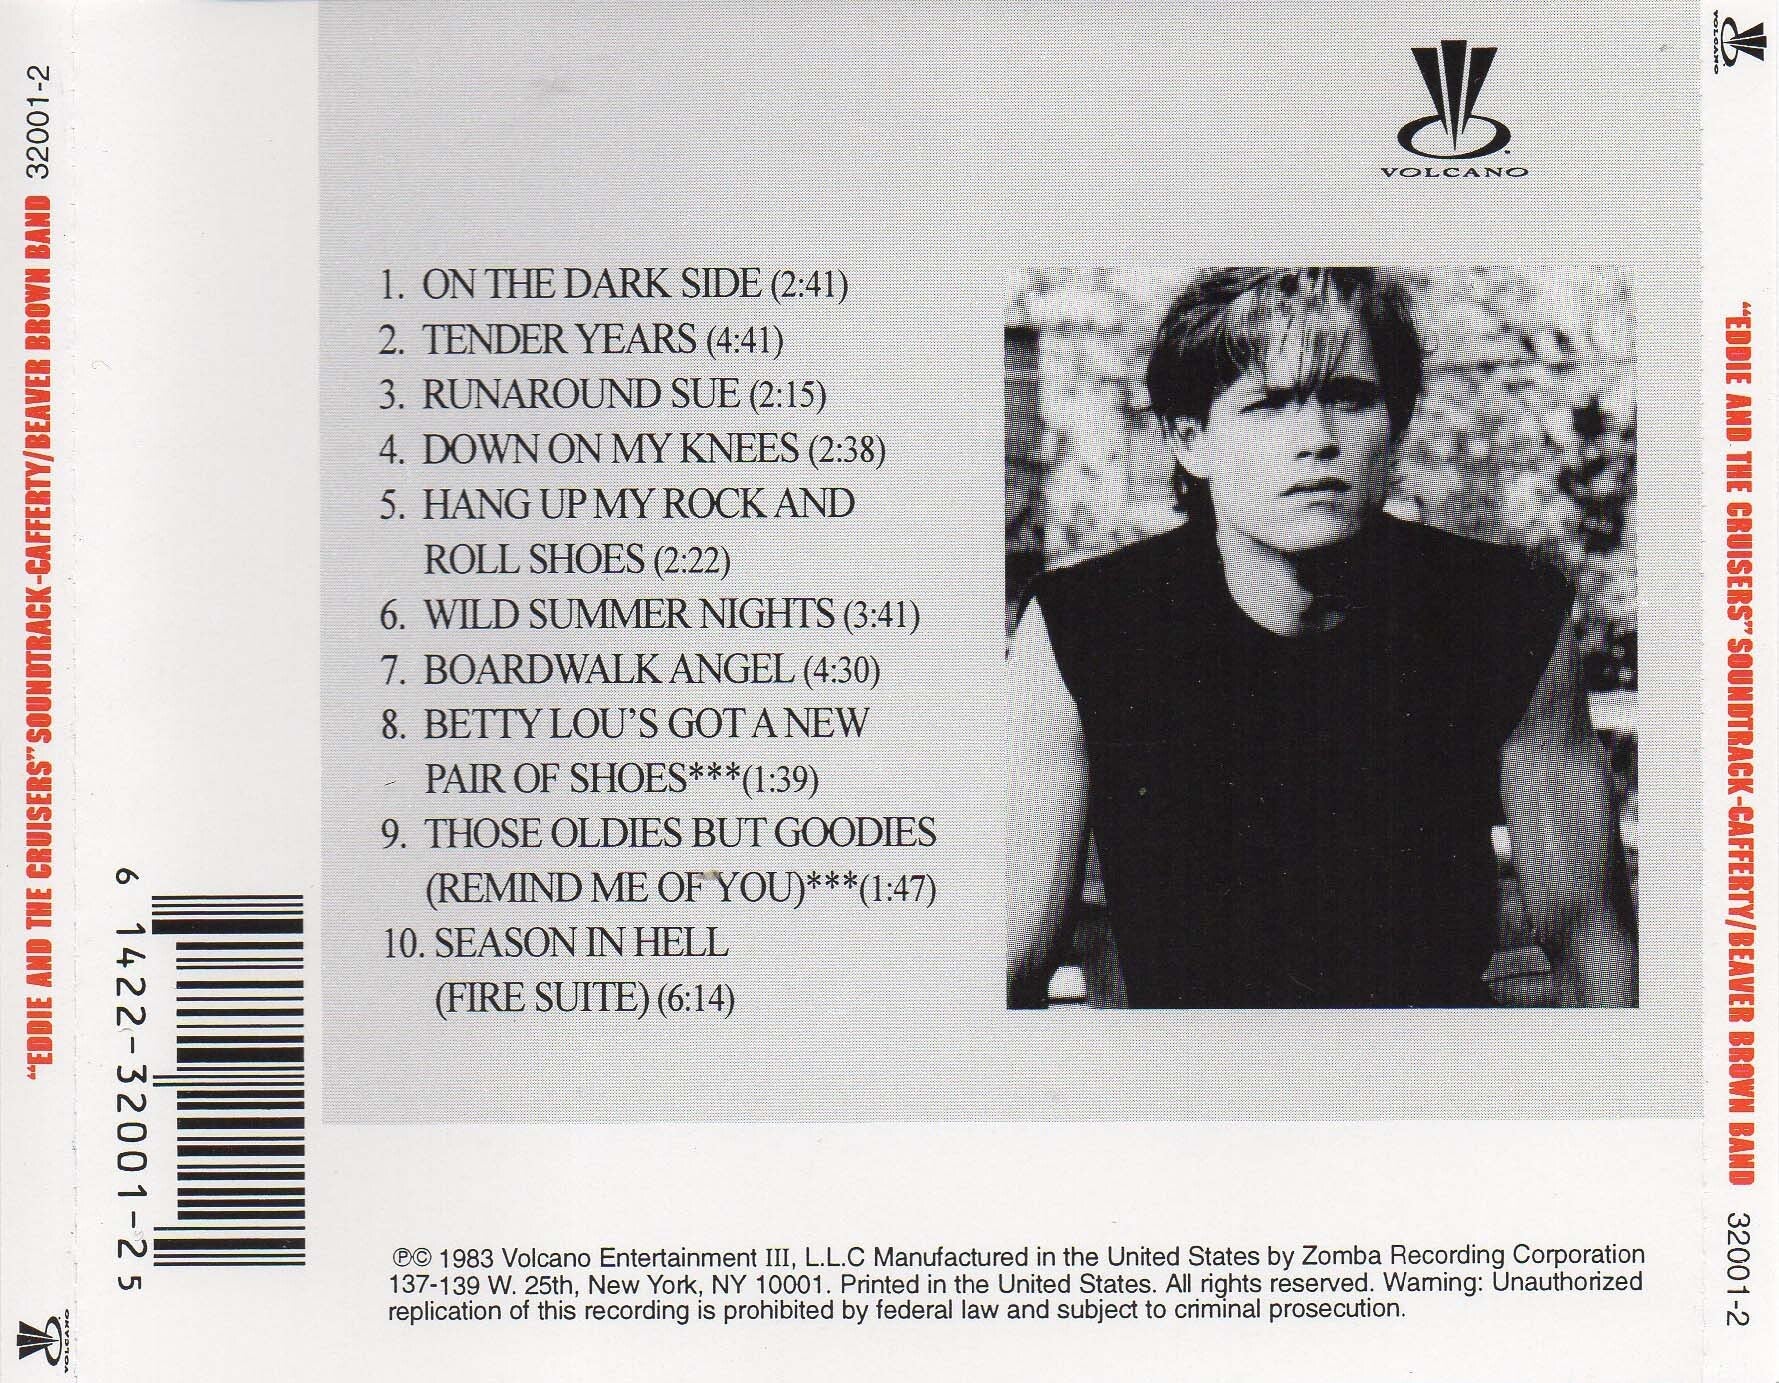 "EDDIE AND THE CRUISERS" SOUNDTRACK-CAFFERTY/BEAVER BROWN BAND 32001-2
VOLCANO
6 1422-32001-2 5
VOLCANO
1. ON THE DARK SIDE (2:41)
2. TENDER YEARS (4:41)
3. RUNAROUND SUE (2:15)
4. DOWN ON MY KNEES (2:38)
5. HANG UP MY ROCK AND
ROLL SHOES (2:22)
6. WILD SUMMER NIGHTS (3:41)
7. BOARDWALK ANGEL (4:30)
8. BETTY LOU'S GOT A NEW
PAIR OF SHOES***(1:39)
9. THOSE OLDIES BUT GOODIES
(REMIND ME OF YOU)***(1:47)
10. SEASON IN HELL
(FIRE SUITE) (6:14)
℗© 1983 Volcano Entertainment III, L.L.C Manufactured in the United States by Zomba Recording Corporation
137-139 W. 25th, New York, NY 10001. Printed in the United States. All rights reserved. Warning: Unauthorized
replication of this recording is prohibited by federal law and subject to criminal prosecution.
VOLCANO
"EDDIE AND THE CRUISERS" SOUNDTRACK-CAFFERTY/BEAVER BROWN BAND 32001-2